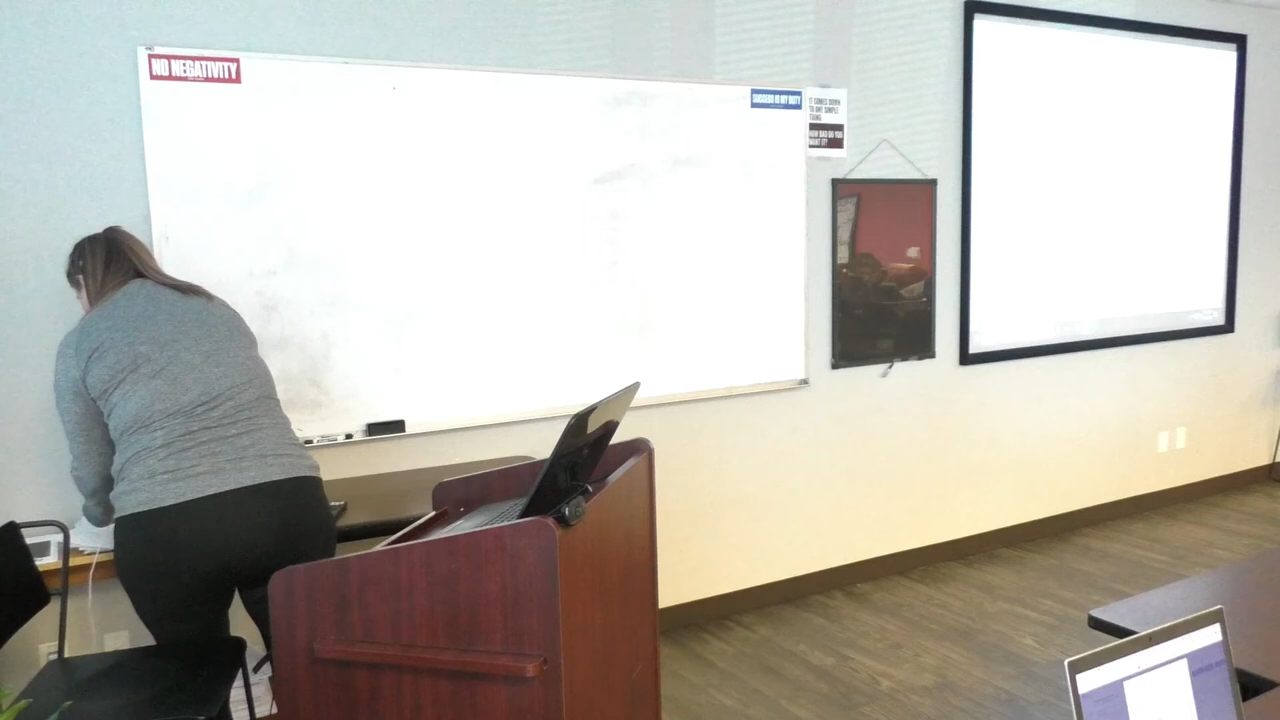 NO NEGATIVITY
SUCCESS IS MY DUTY
IT COMES DOWN
TO ONE SIMPLE
THING.
HOW BAD DO YOU
WANT IT?